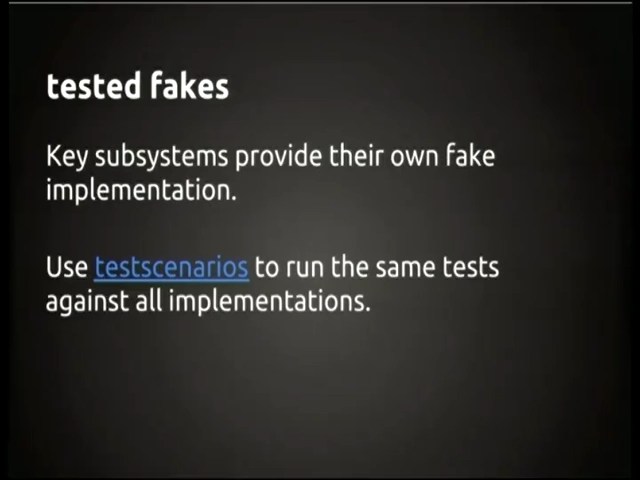 tested fakes
Key subsystems provide their own fake
implementation.
Use testscenarios to run the same tests
against all implementations.